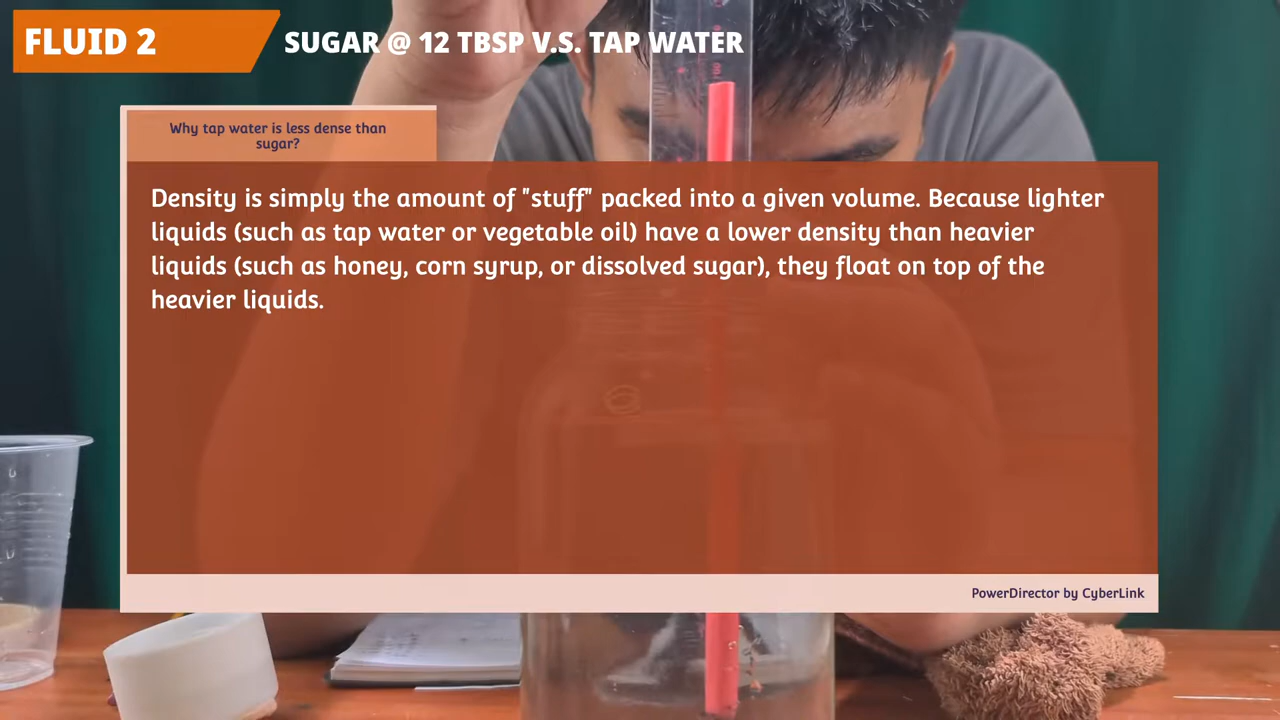 FLUID 2
SUGAR @ 12 TBSP V.S. TAP WATER
Why tap water is less dense than
sugar?
Density is simply the amount of "stuff" packed into a given volume. Because lighter
liquids (such as tap water or vegetable oil) have a lower density than heavier
liquids (such as honey, corn syrup, or dissolved sugar), they float on top of the
heavier liquids.
PowerDirector by CyberLink